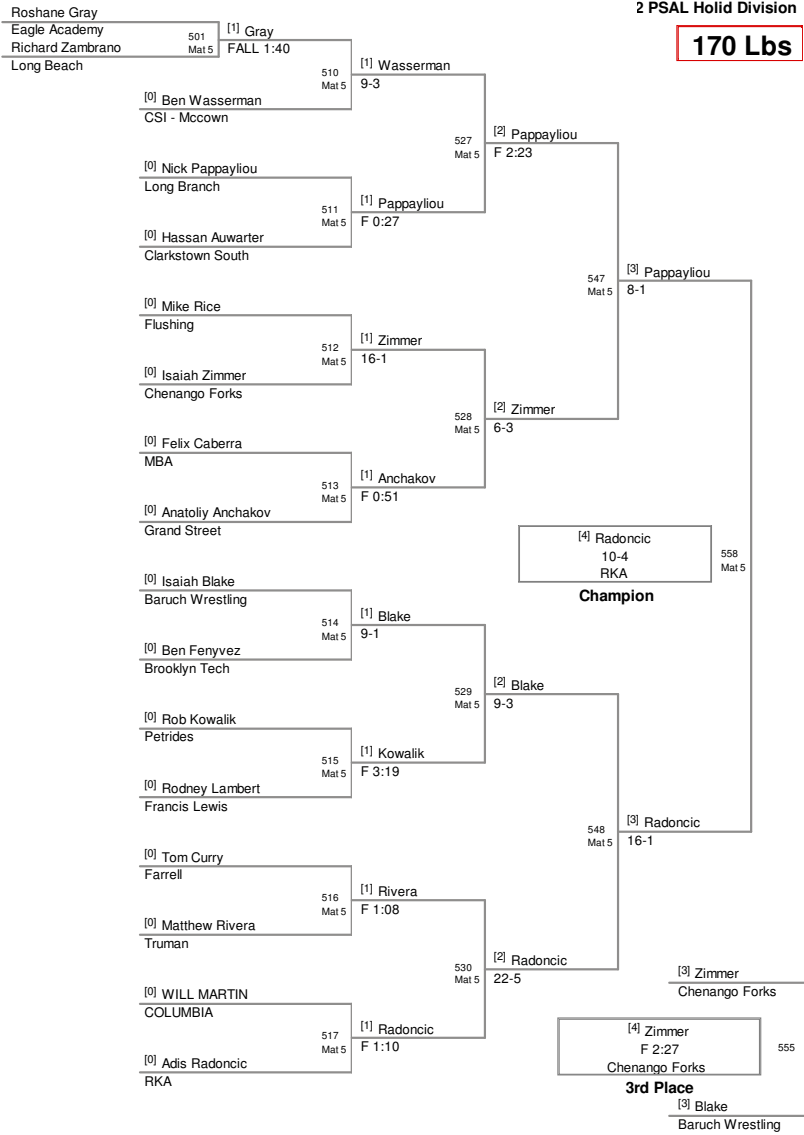 2 PSAL Holid Division
170 Lbs
Roshane Gray
Eagle Academy
Richard Zambrano
Long Beach
501
Mat 5
[1] Gray
FALL 1:40
[0] Ben Wasserman
CSI - Mccown
510
Mat 5
[1] Wasserman
9-3
[0] Nick Pappayliou
Long Branch
[0] Hassan Auwarter
Clarkstown South
511
Mat 5
[1] Pappayliou
F 0:27
527
Mat 5
[2] Pappayliou
F 2:23
[0] Mike Rice
Flushing
[0] Isaiah Zimmer
Chenango Forks
512
Mat 5
[1] Zimmer
16-1
[0] Felix Caberra
MBA
[0] Anatoliy Anchakov
Grand Street
513
Mat 5
[1] Anchakov
F 0:51
528
Mat 5
[2] Zimmer
6-3
547
Mat 5
[3] Pappayliou
8-1
[0] Isaiah Blake
Baruch Wrestling
[0] Ben Fenyvez
Brooklyn Tech
514
Mat 5
[1] Blake
9-1
[0] Rob Kowalik
Petrides
[0] Rodney Lambert
Francis Lewis
515
Mat 5
[1] Kowalik
F 3:19
529
Mat 5
[2] Blake
9-3
[0] Tom Curry
Farrell
[0] Matthew Rivera
Truman
516
Mat 5
[1] Rivera
F 1:08
[0] WILL MARTIN
COLUMBIA
[0] Adis Radoncic
RKA
517
Mat 5
[1] Radoncic
F 1:10
530
Mat 5
[2] Radoncic
22-5
548
Mat 5
[3] Radoncic
16-1
[4] Radoncic
10-4
RKA
Champion
558
Mat 5
[3] Zimmer
Chenango Forks
[4] Zimmer
F 2:27
Chenango Forks
3rd Place
555
[3] Blake
Baruch Wrestling